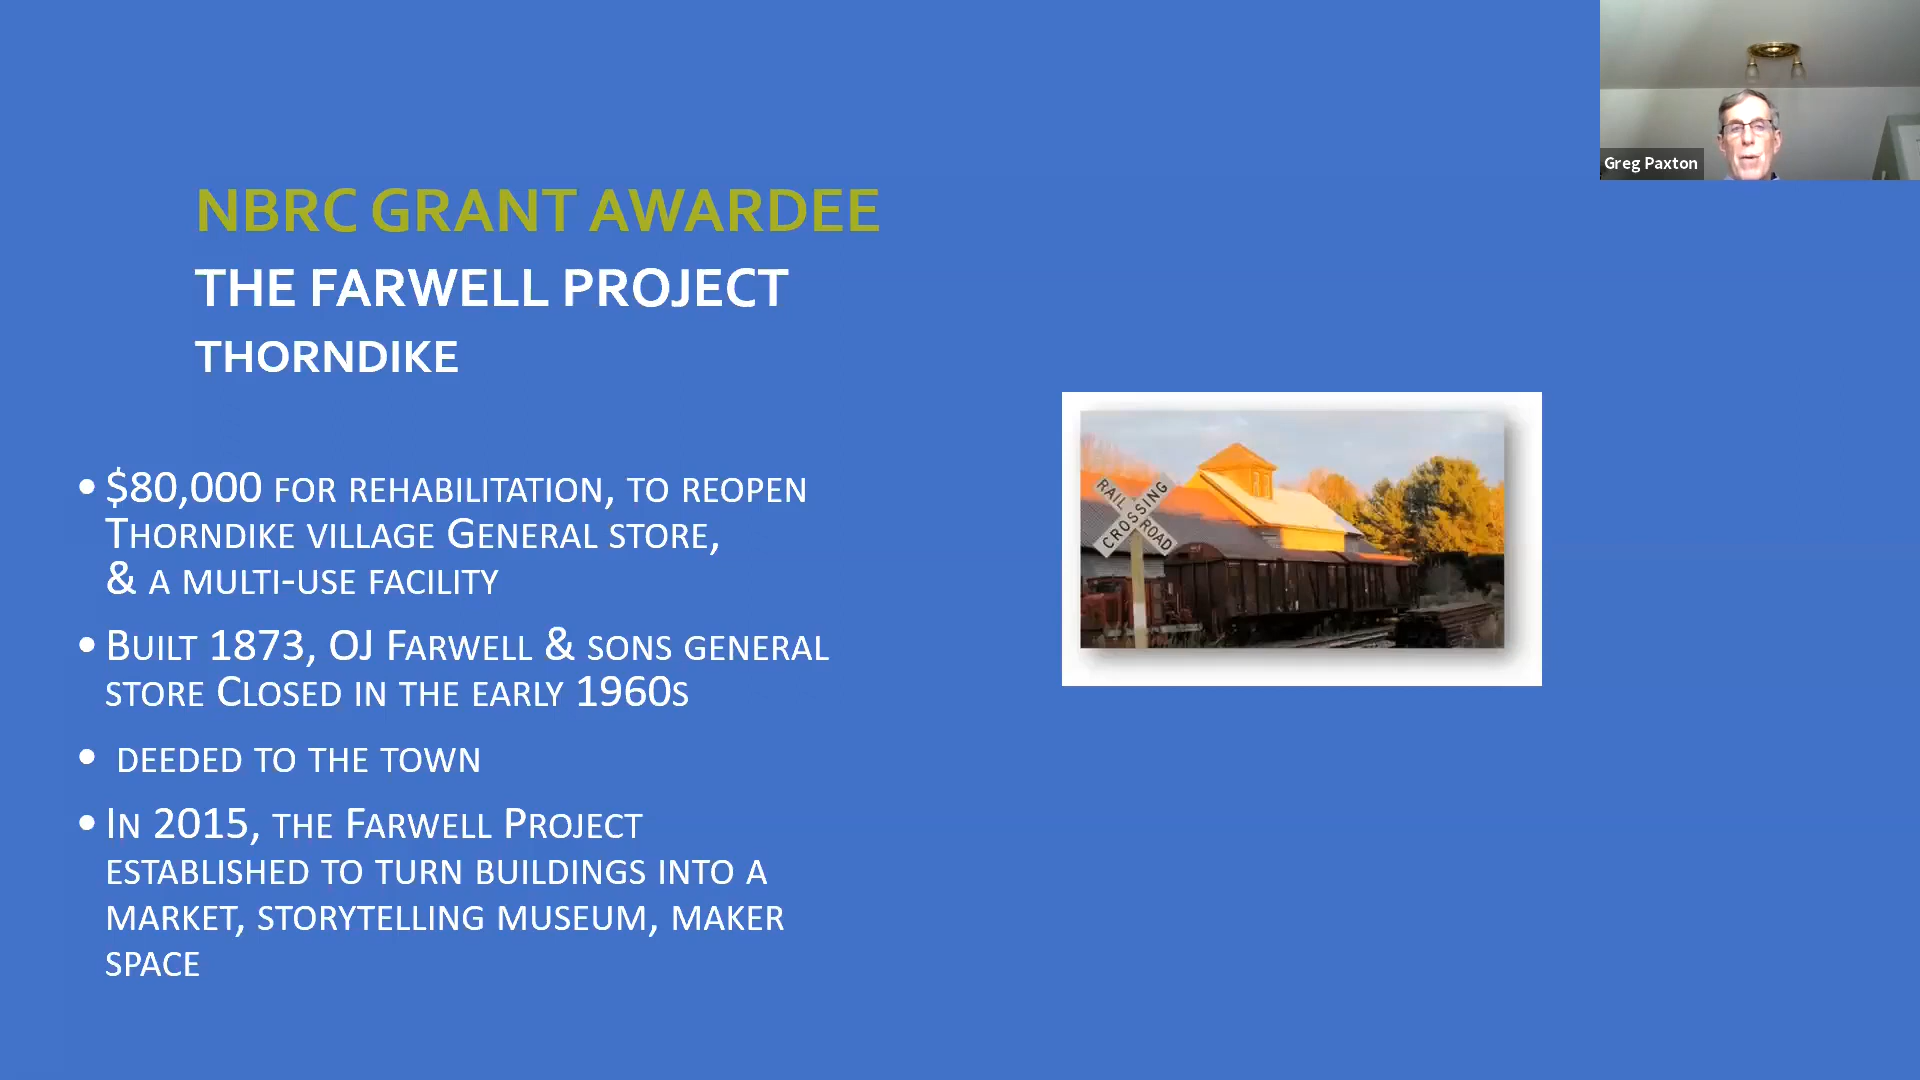 Greg Paxton
NBRC GRANT AWARDEE
THE FARWELL PROJECT
THORNDIKE
• $80,000 FOR REHABILITATION, TO REOPEN
THORNDIKE VILLAGE GENERAL STORE,
& A MULTI-USE FACILITY
• BUILT 1873, OJ FARWELL & SONS GENERAL
STORE CLOSED IN THE EARLY 1960S
• DEEDED TO THE TOWN
• IN 2015, THE FARWELL PROJECT
ESTABLISHED TO TURN BUILDINGS INTO A
MARKET, STORYTELLING MUSEUM, MAKER
SPACE
RAIL ROAD
CROSSING